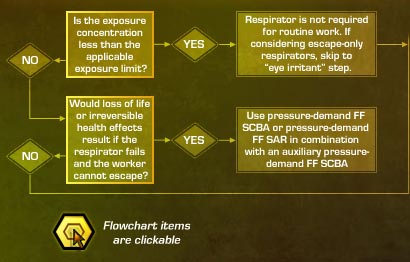 Is the exposure
concentration
less than the
applicable
exposure limit?
YES
Respirator is not required
for routine work. If
considering escape-only
respirators, skip to
"eye irritant" step.
NO
Would loss of life
or irreversible
health effects
result if the
respirator fails
and the worker
cannot escape?
YES
Use pressure-demand FF
SCBA or pressure-demand
FF SAR in combination
with an auxiliary pressure-
demand FF SCBA
NO
Flowchart items
are clickable